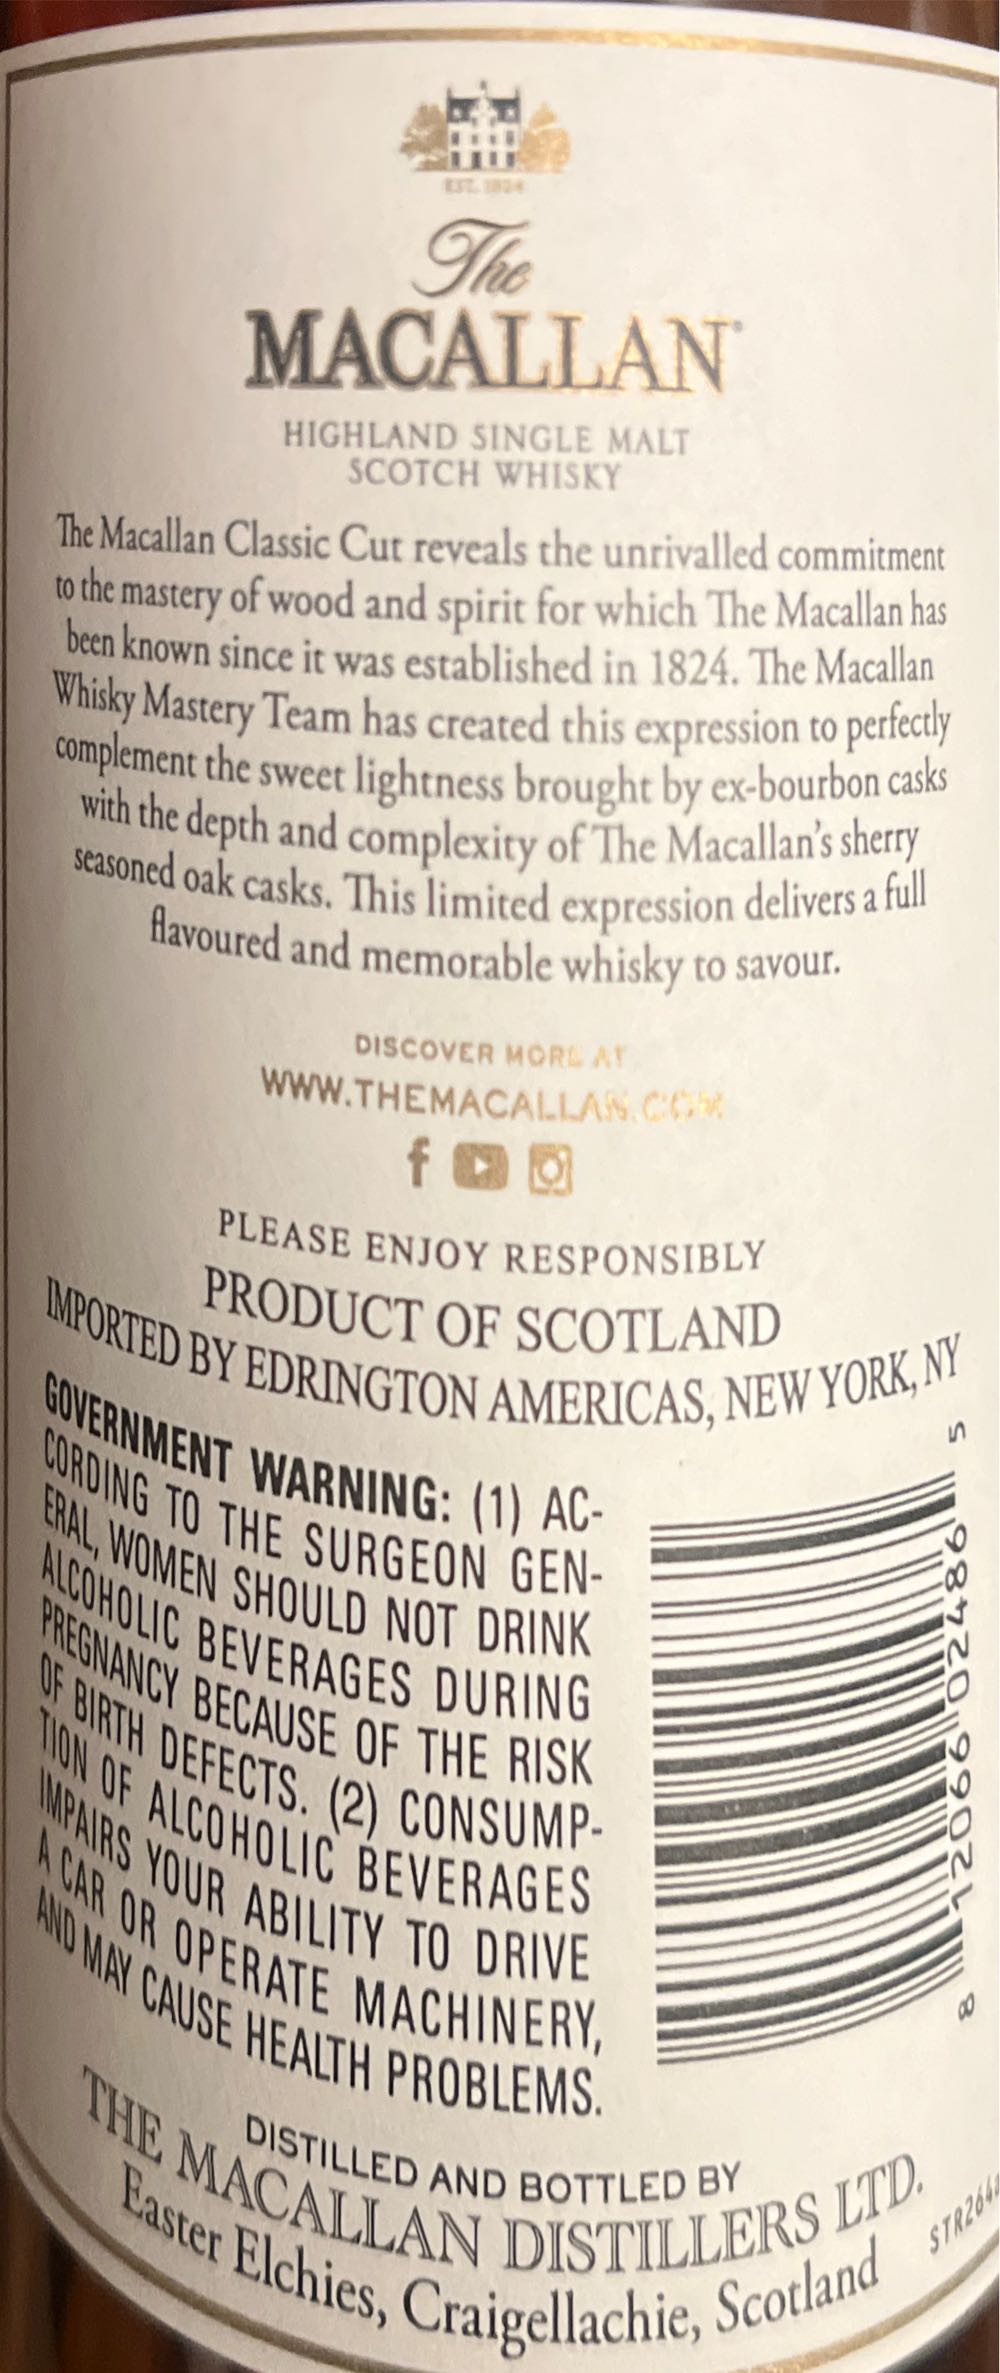 EST. 1824
The
MACALLAN
HIGHLAND SINGLE MALT
SCOTCH WHISKY
The Macallan Classic Cut reveals the unrivalled commitment
to the mastery of wood and spirit for which The Macallan has
been known since it was established in 1824. The Macallan
Whisky Mastery Team has created this expression to perfectly
complement the sweet lightness brought by ex-bourbon casks
with the depth and complexity of The Macallan's sherry
seasoned oak casks. This limited expression delivers a full
flavoured and memorable whisky to savour.
DISCOVER MORE AT
WWW.THEMACALLAN.COM
PLEASE ENJOY RESPONSIBLY
PRODUCT OF SCOTLAND
IMPORTED BY EDRINGTON AMERICAS, NEW YORK, NY
GOVERNMENT WARNING: (1) AC-
CORDING TO THE SURGEON GEN-
ERAL, WOMEN SHOULD NOT DRINK
ALCOHOLIC BEVERAGES DURING
PREGNANCY BECAUSE OF THE RISK
OF BIRTH DEFECTS. (2) CONSUMP-
TION OF ALCOHOLIC BEVERAGES
IMPAIRS YOUR ABILITY TO DRIVE
A CAR OR OPERATE MACHINERY,
AND MAY CAUSE HEALTH PROBLEMS.
8 12066 02486 5
DISTILLED AND BOTTLED BY
THE MACALLAN DISTILLERS LTD.
Easter Elchies, Craigellachie, Scotland